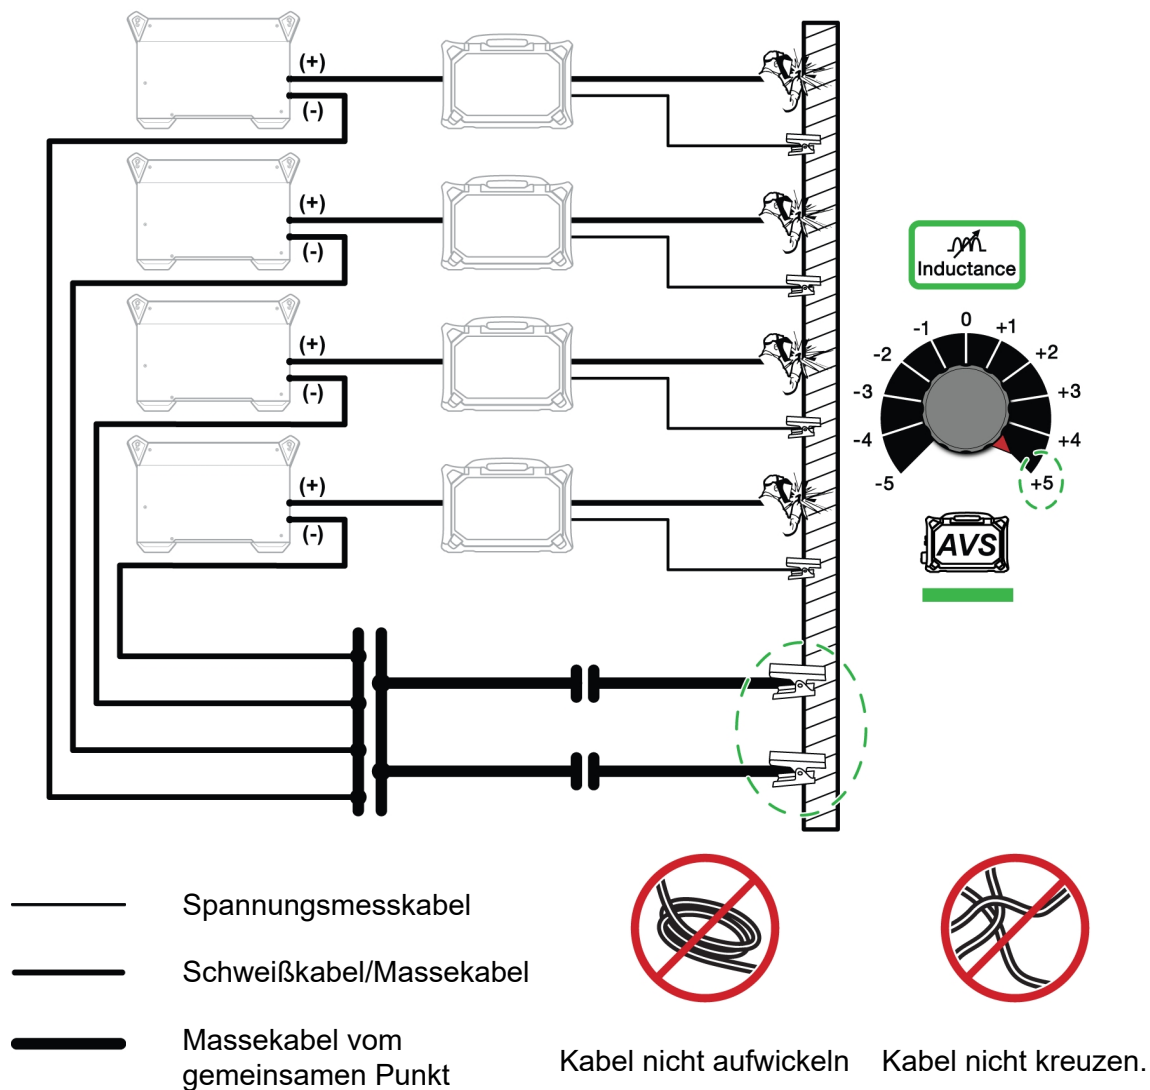 (+)
(-)
(+)
(-)
(+)
(-)
(+)
(-)
Inductance
-5
-4
-3
-2
-1
0
+1
+2
+3
+4
+5
AVS
Spannungsmesskabel
Schweißkabel/Massekabel
Massekabel vom
gemeinsamen Punkt
Kabel nicht aufwickeln
Kabel nicht kreuzen.